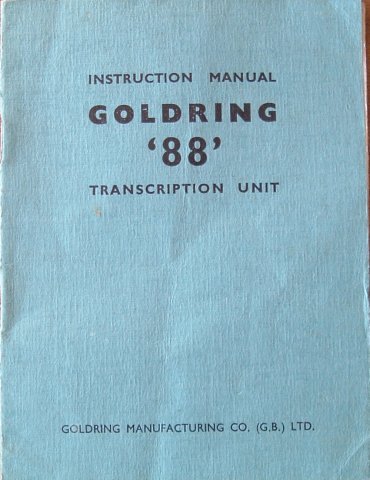 INSTRUCTION MANUAL
GOLDRING
‘88’
TRANSCRIPTION UNIT
GOLDRING MANUFACTURING CO. (G.B.) LTD.